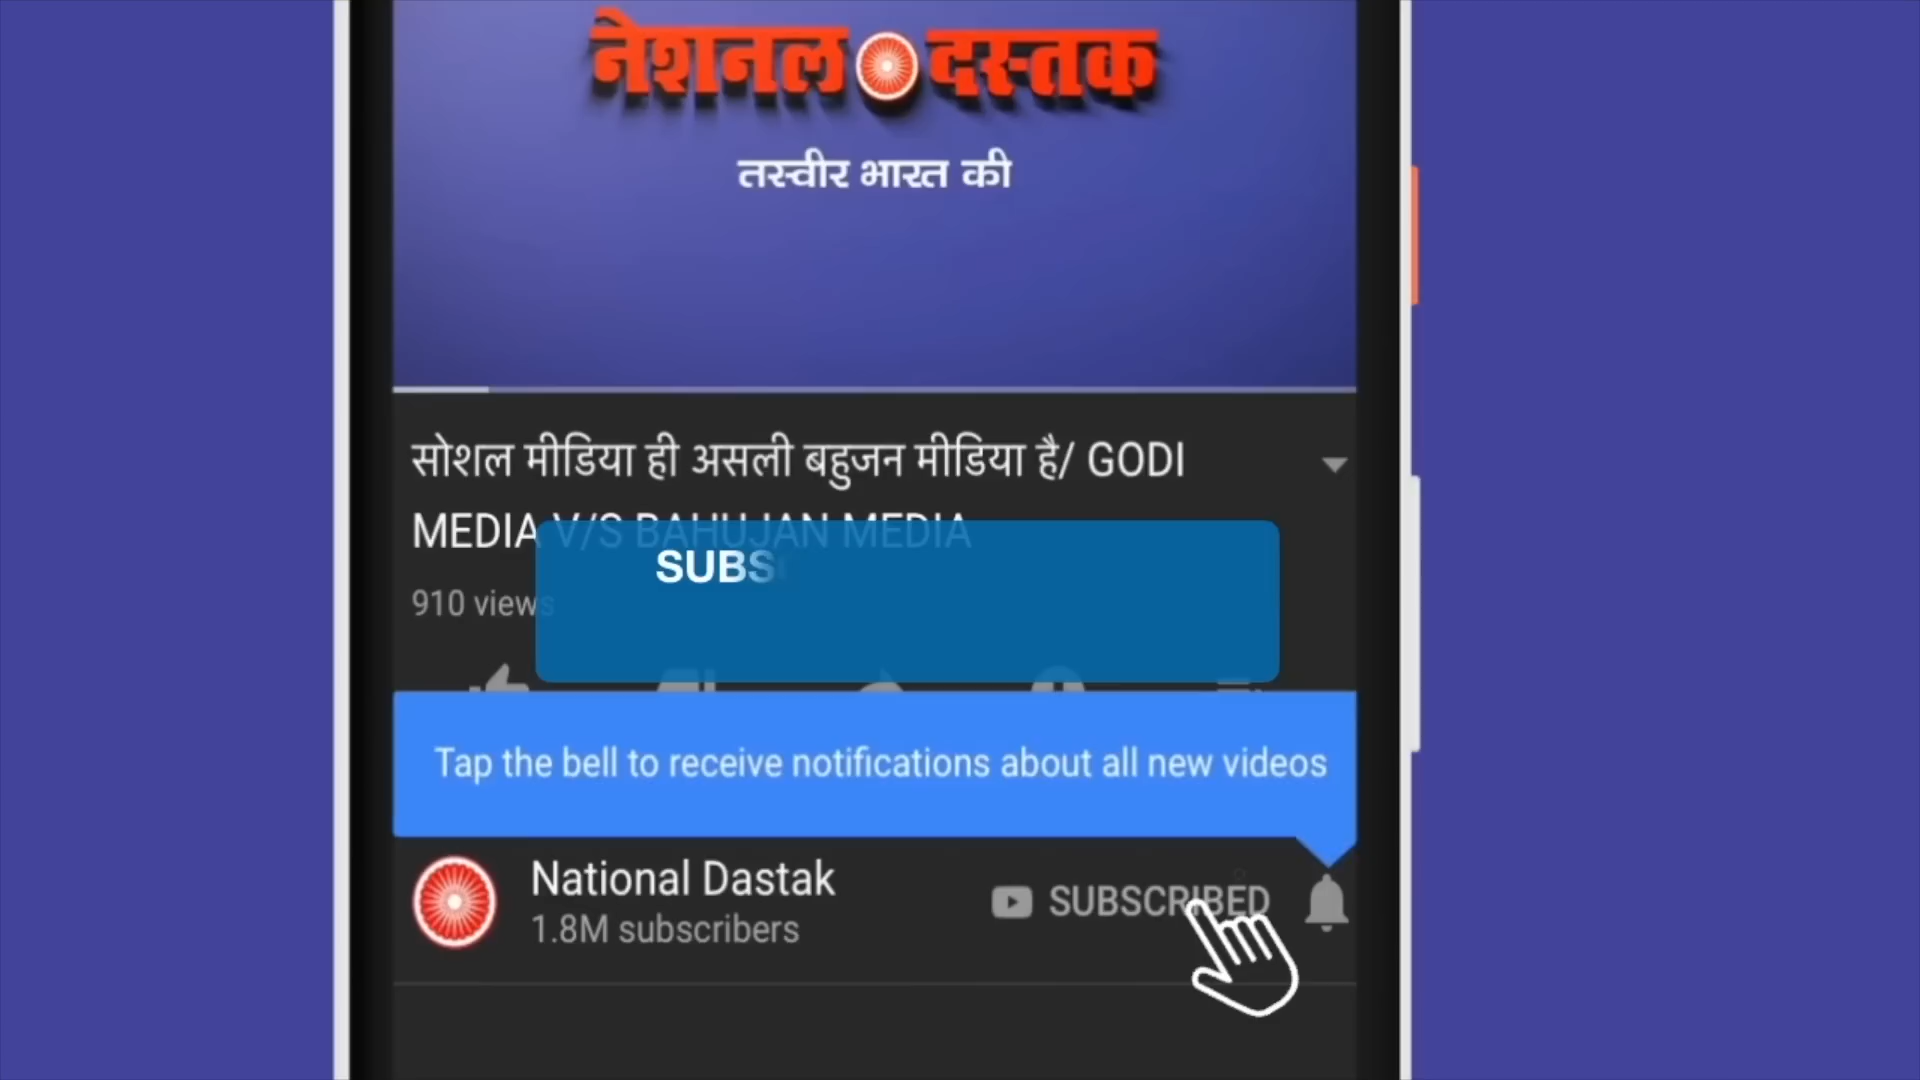 नेशनल दस्तक
तस्वीर भारत की
सोशल मीडिया ही असली बहुजन मीडिया है/ GODI
MEDIA V/S BAHUJAN MEDIA
SUBS
910 views
Tap the bell to receive notifications about all new videos
National Dastak
SUBSCRIBED
1.8M subscribers